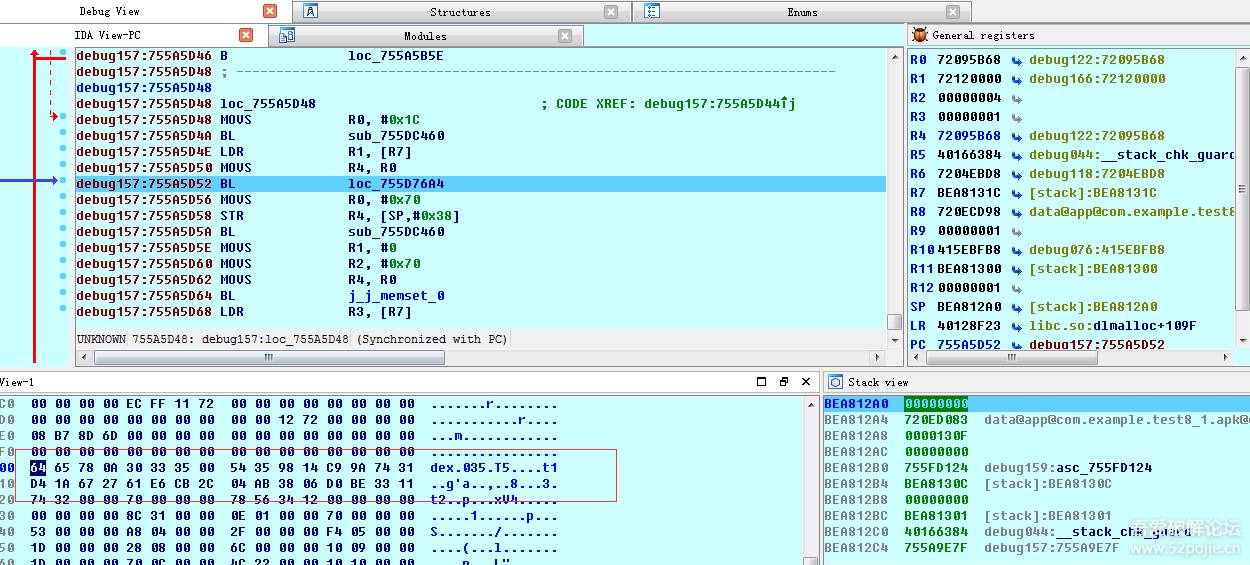 Debug View
Structures
Enums
IDA View-PC
Modules
debug157:755A5D46 B loc_755A5B5E
debug157:755A5D48 ; ---------------------------------------------------------------------------
debug157:755A5D48
debug157:755A5D48 loc_755A5D48 ; CODE XREF: debug157:755A5D44↑j
debug157:755A5D48 MOVS R0, #0x1C
debug157:755A5D4A BL sub_755DC460
debug157:755A5D4E LDR R1, [R7]
debug157:755A5D50 MOVS R4, R0
debug157:755A5D52 BL loc_755D76A4
debug157:755A5D56 MOVS R0, #0x70
debug157:755A5D58 STR R4, [SP,#0x38]
debug157:755A5D5A BL sub_755DC460
debug157:755A5D5E MOVS R1, #0
debug157:755A5D60 MOVS R2, #0x70
debug157:755A5D62 MOVS R4, R0
debug157:755A5D64 BL j_j_memset_0
debug157:755A5D68 LDR R3, [R7]
UNKNOWN 755A5D48: debug157:loc_755A5D48 (Synchronized with PC)
General registers
R0 72095B68 debug122:72095B68
R1 72120000 debug166:72120000
R2 00000004
R3 00000001
R4 72095B68 debug122:72095B68
R5 40166384 debug044:__stack_chk_guard
R6 7204EBD8 debug118:7204EBD8
R7 BEA8131C [stack]:BEA8131C
R8 720ECD98 data@app@com.example.test8
R9 00000001
R10 415EBFB8 debug076:415EBFB8
R11 BEA81300 [stack]:BEA81300
R12 00000001
SP BEA812A0 [stack]:BEA812A0
LR 40128F23 libc.so:dlmalloc+109F
PC 755A5D52 debug157:755A5D52
View-1
C0 00 00 00 00 EC FF 11 72 00 00 00 00 00 00 00 00 .......r........
D0 00 00 00 00 00 00 00 00 00 00 12 72 00 00 00 00 ...........r....
E0 08 B7 8D 6D 00 00 00 00 00 00 00 00 00 00 00 00 ...m............
F0 00 00 00 00 00 00 00 00 00 00 00 00 00 00 00 00 ................
00 64 65 78 0A 30 33 35 00 54 35 98 14 C9 9A 74 31 dex.035.T5....t1
10 D4 1A 67 27 61 E6 CB 2C 04 AB 38 06 D0 BE 33 11 ..g'a..,..8...3.
20 74 32 00 00 70 00 00 00 78 56 34 12 00 00 00 00 t2..p...xV4.....
30 00 00 00 00 8C 31 00 00 0E 01 00 00 70 00 00 00 .....1......p...
40 53 00 00 00 A8 04 00 00 2F 00 00 00 F4 05 00 00 S......./.......
50 1D 00 00 00 28 08 00 00 6C 00 00 00 10 09 00 00 ....(...l.......
Stack view
BEA812A0 00000000
BEA812A4 720ED083 data@app@com.example.test8_1.apk@
BEA812A8 0000130F
BEA812AC 00000000
BEA812B0 755FD124 debug159:asc_755FD124
BEA812B4 BEA8130C [stack]:BEA8130C
BEA812B8 00000000
BEA812BC BEA81301 [stack]:BEA81301
BEA812C0 40166384 debug044:__stack_chk_guard
BEA812C4 755A9E7F debug157:755A9E7F
吾爱破解论坛
www.52pojie.cn